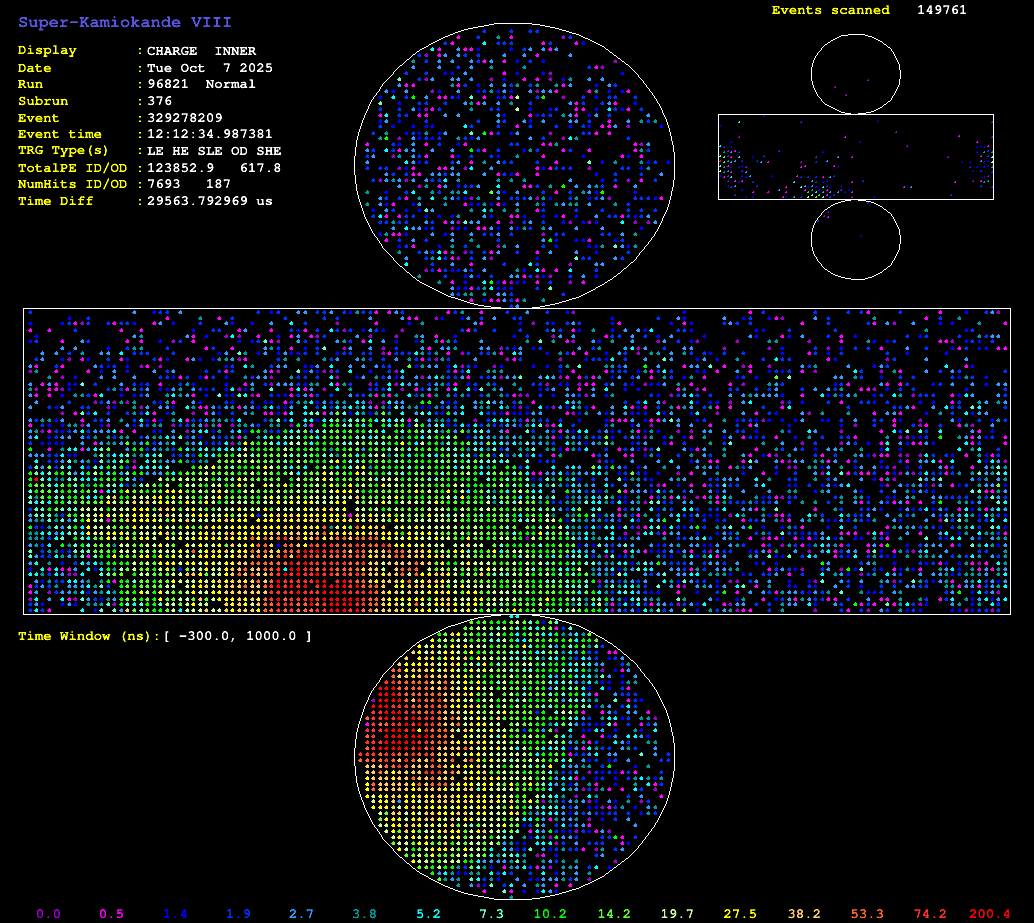 Super-Kamiokande VIII
Events scanned 149761
Display : CHARGE INNER
Date : Tue Oct 7 2025
Run : 96821 Normal
Subrun : 376
Event : 329278209
Event time : 12:12:34.987381
TRG Type(s) : LE HE SLE OD SHE
TotalPE ID/OD : 123852.9 617.8
NumHits ID/OD : 7693 187
Time Diff : 29563.792969 us
Time Window (ns):[ -300.0, 1000.0 ]
0.0 0.5 1.4 1.9 2.7 3.8 5.2 7.3 10.2 14.2 19.7 27.5 38.2 53.3 74.2 200.4